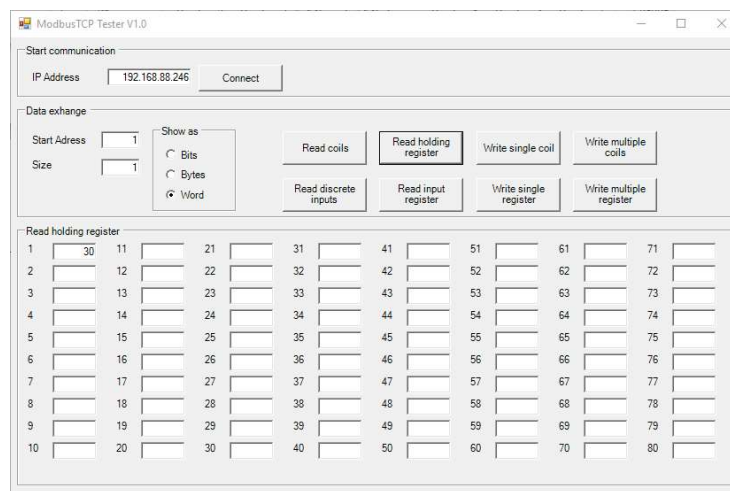 ModbusTCP Tester V1.0
Start communication
IP Address 192.168.88.246 Connect
Data exhange
Start Adress 1 Show as Bits Bytes Word
Size 1
Read coils Read holding register Write single coil Write multiple coils
Read discrete inputs Read input register Write single register Write multiple register
Read holding register
1 30 11 21 31 41 51 61 71
2 12 22 32 42 52 62 72
3 13 23 33 43 53 63 73
4 14 24 34 44 54 64 74
5 15 25 35 45 55 65 75
6 16 26 36 46 56 66 76
7 17 27 37 47 57 67 77
8 18 28 38 48 58 68 78
9 19 29 39 49 59 69 79
10 20 30 40 50 60 70 80